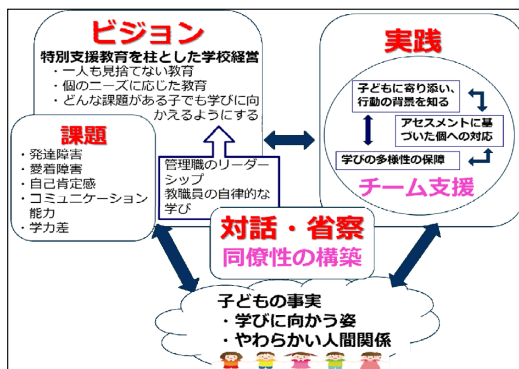 ビジョン
特別支援教育を柱とした学校経営
・一人も見捨てない教育
・個のニーズに応じた教育
・どんな課題がある子でも学びに向
かえるようにする
課題
・発達障害
・愛着障害
・自己肯定感
・コミュニケーション
能力
・学力差
管理職のリーダー
シップ
教職員の自律的な
学び
実践
子どもに寄り添い、
行動の背景を知る
アセスメントに基
づいた個への対応
学びの多様性の保障
チーム支援
対話・省察
同僚性の構築
子どもの事実
・学びに向かう姿
・やわらかい人間関係